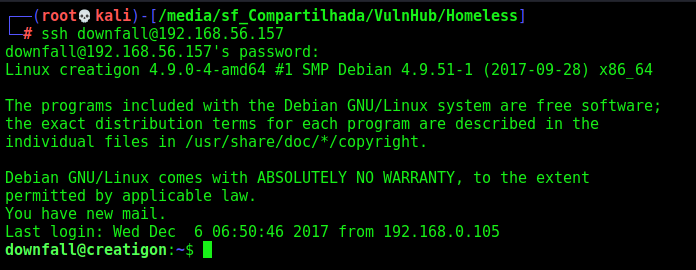 ┌──(root💀kali)-[/media/sf_Compartilhada/VulnHub/Homeless]
└─# ssh downfall@192.168.56.157
downfall@192.168.56.157's password:
Linux creatigon 4.9.0-4-amd64 #1 SMP Debian 4.9.51-1 (2017-09-28) x86_64
The programs included with the Debian GNU/Linux system are free software;
the exact distribution terms for each program are described in the
individual files in /usr/share/doc/*/copyright.
Debian GNU/Linux comes with ABSOLUTELY NO WARRANTY, to the extent
permitted by applicable law.
You have new mail.
Last login: Wed Dec  6 06:50:46 2017 from 192.168.0.105
downfall@creatigon:~$